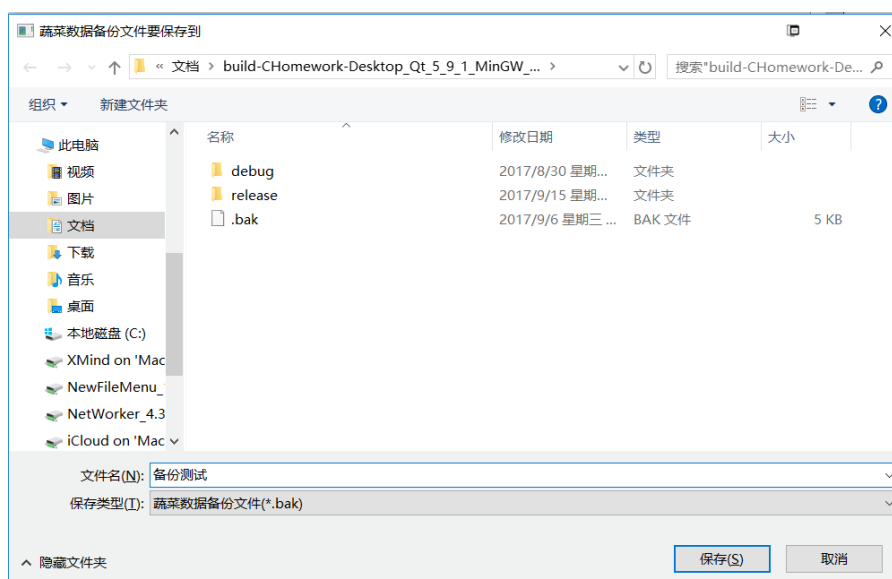 蔬菜数据备份文件要保存到
« 文档 > build-CHomework-Desktop_Qt_5_9_1_MinGW_... >
搜索"build-CHomework-De...
组织 新建文件夹
名称 修改日期 类型 大小
此电脑
视频
图片
文档
下载
音乐
桌面
本地磁盘 (C:)
XMind on 'Mac
NewFileMenu_
NetWorker_4.3
iCloud on 'Mac
debug 2017/8/30 星期... 文件夹
release 2017/9/15 星期... 文件夹
.bak 2017/9/6 星期三 ... BAK 文件 5 KB
文件名(N): 备份测试
保存类型(T): 蔬菜数据备份文件(*.bak)
隐藏文件夹 保存(S) 取消